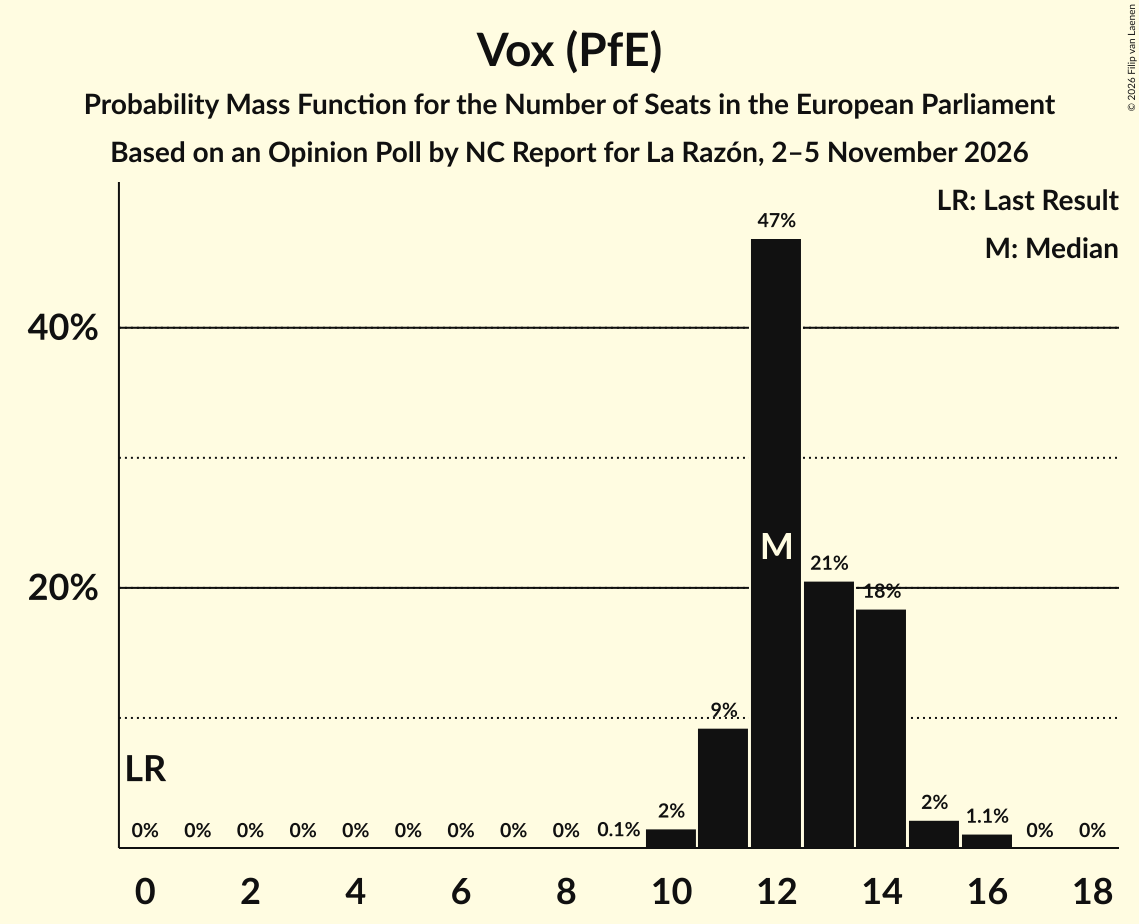 Vox (PfE)
Probability Mass Function for the Number of Seats in the European Parliament
Based on an Opinion Poll by NC Report for La Razón, 2–5 November 2026
© 2026 Filip van Laenen
LR: Last Result
M: Median
47%
40%
M
21%
20%
18%
9%
LR
0% 0% 0% 0% 0% 0% 0% 0% 0% 0.1% 2% 2% 1.1% 0% 0%
0 2 4 6 8 10 12 14 16 18